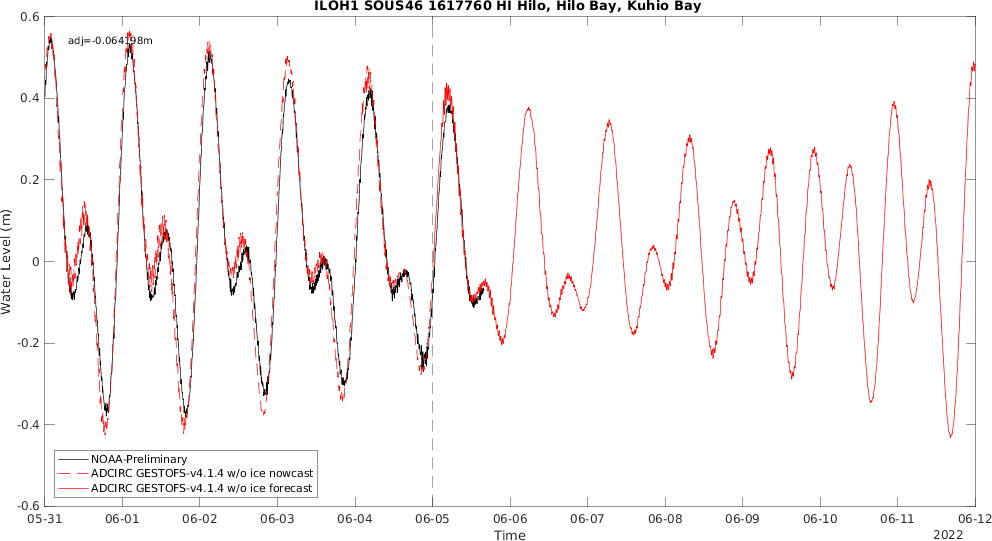 ILOH1 SOUS46 1617760 HI Hilo, Hilo Bay, Kuhio Bay
adj=-0.064198m
0.6
0.4
0.2
0
-0.2
-0.4
-0.6
Water Level (m)
NOAA-Preliminary
ADCIRC GESTOFS-v4.1.4 w/o ice nowcast
ADCIRC GESTOFS-v4.1.4 w/o ice forecast
05-31 06-01 06-02 06-03 06-04 06-05 06-06 06-07 06-08 06-09 06-10 06-11 06-12
Time
2022